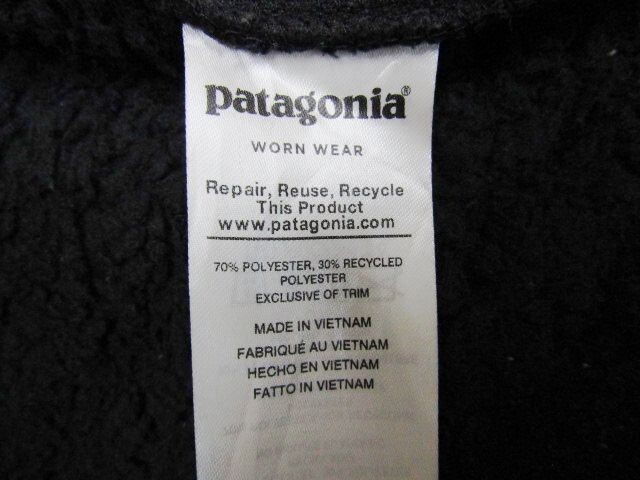 patagonia®
WORN WEAR
Repair, Reuse, Recycle
This Product
www.patagonia.com
70% POLYESTER, 30% RECYCLED
POLYESTER
EXCLUSIVE OF TRIM
MADE IN VIETNAM
FABRIQUÉ AU VIETNAM
HECHO EN VIETNAM
FATTO IN VIETNAM